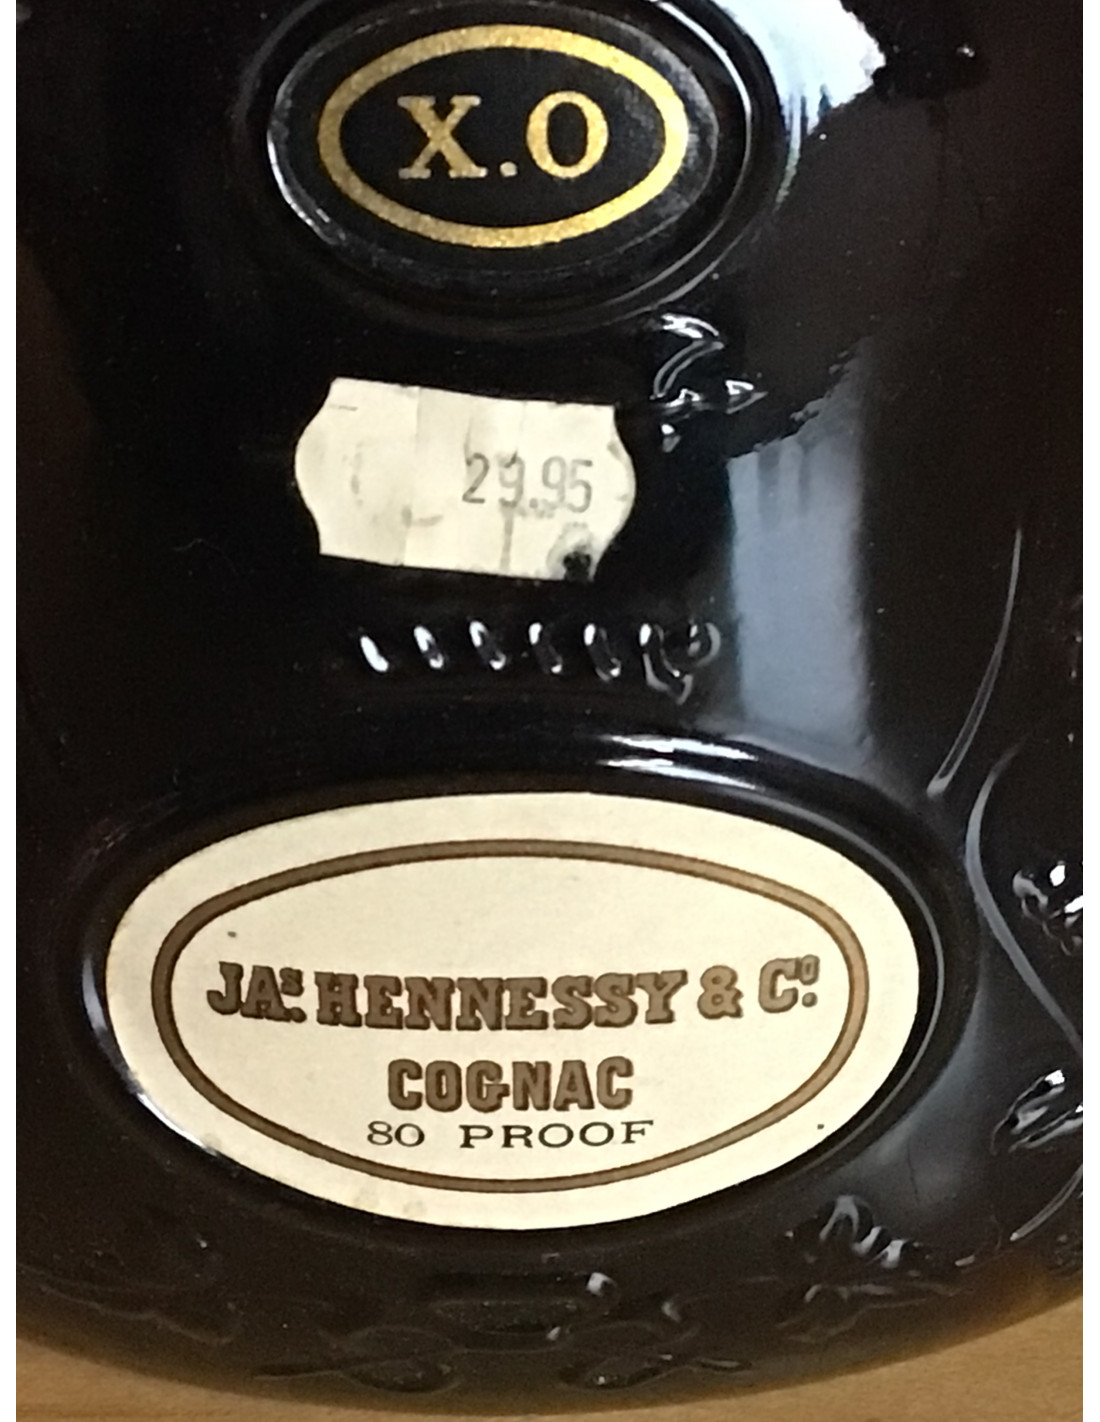 X.O
29.95
JAS. HENNESSY & CO.
COGNAC
80 PROOF